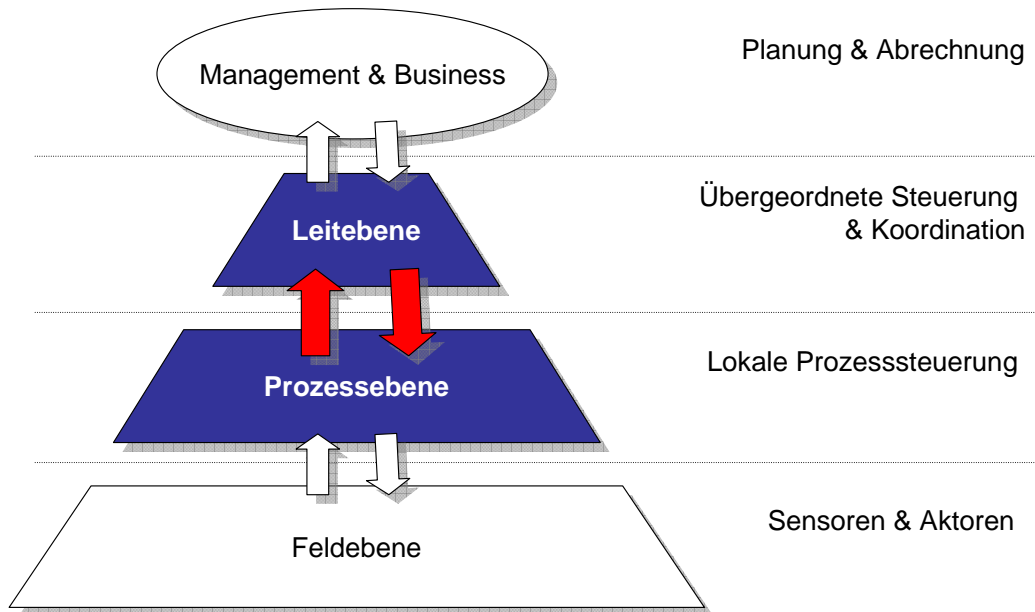 Planung & Abrechnung
Management & Business
Übergeordnete Steuerung
& Koordination
Leitebene
Lokale Prozesssteuerung
Prozessebene
Sensoren & Aktoren
Feldebene